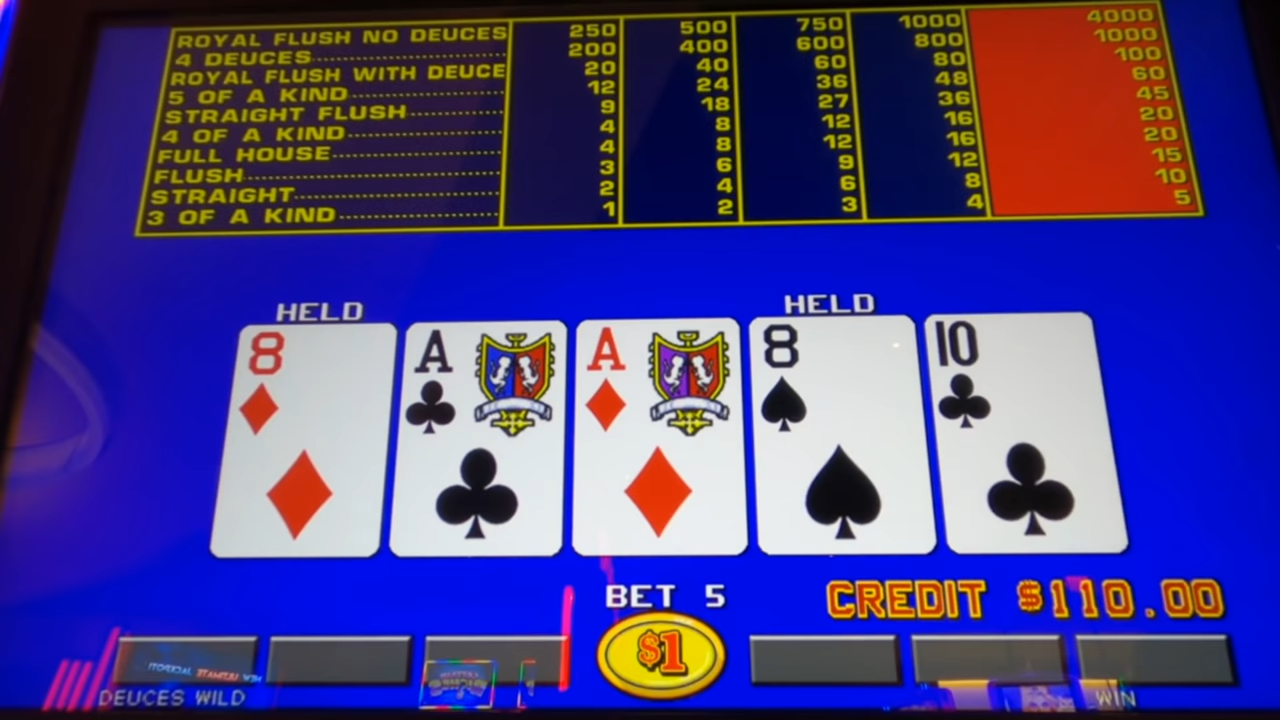 ROYAL FLUSH NO DEUCES 250 500 750 1000 4000
4 DEUCES 200 400 600 800 1000
ROYAL FLUSH WITH DEUCE 20 40 60 80 100
5 OF A KIND 12 24 36 48 60
STRAIGHT FLUSH 9 18 27 36 45
4 OF A KIND 4 8 12 16 20
FULL HOUSE 4 8 12 16 20
FLUSH 3 6 9 12 15
STRAIGHT 2 4 6 8 10
3 OF A KIND 1 2 3 4 5
HELD HELD
8 A A 8 10
BET 5 CREDIT $110.00
$1
DEUCES WILD WIN